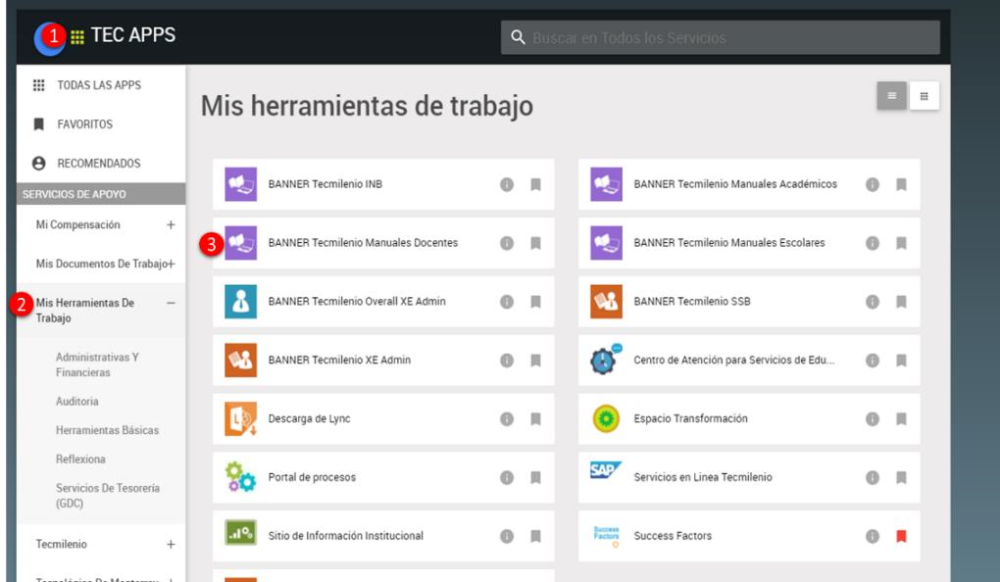 1
TEC APPS
Buscar en Todos los Servicios
TODAS LAS APPS
FAVORITOS
RECOMENDADOS
SERVICIOS DE APOYO
Mi Compensación +
Mis Documentos De Trabajo+
2
Mis Herramientas De
Trabajo
Administrativas Y
Financieras
Auditoria
Herramientas Básicas
Reflexiona
Servicios De Tesorería
(GDC)
Tecmilenio +
Tecnológico De Monterrey +
Mis herramientas de trabajo
BANNER Tecmilenio INB
BANNER Tecmilenio Manuales Académicos
3
BANNER Tecmilenio Manuales Docentes
BANNER Tecmilenio Manuales Escolares
BANNER Tecmilenio Overall XE Admin
BANNER Tecmilenio SSB
BANNER Tecmilenio XE Admin
Centro de Atención para Servicios de Edu...
Descarga de Lync
Espacio Transformación
Portal de procesos
SAP
Servicios en Linea Tecmilenio
Sitio de Información Institucional
Success
Factors
Success Factors